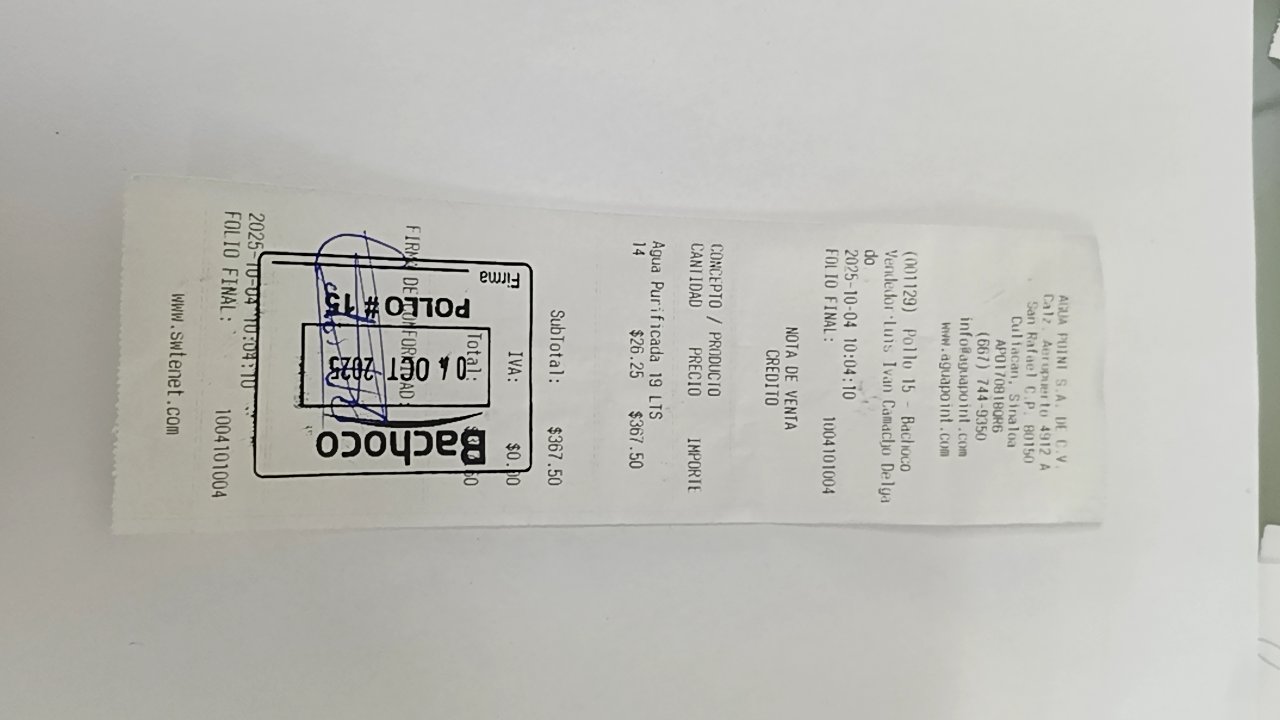 AGUA POINT S.A. DE C.V.
Calz. Aeropuerto 4912 A
San Rafael C.P. 80150
Culiacan, Sinaloa
APO170818QR6
(667) 744-9350
info@aguapoint.com
www.aguapoint.com
(001129) Pollo 15 - Bachoco
Vendedor:Luis Ivan Camacho Delga
do
2025-10-04 10:04:10
FOLIO FINAL: 1004101004
NOTA DE VENTA
CREDITO
CONCEPTO / PRODUCTO
CANTIDAD PRECIO IMPORTE
Agua Purificada 19 LTS
14 $26.25 $367.50
SubTotal: $367.50
IVA: $0.00
Total:
FIRMA DE CONFORMIDAD:
Bachoco
04 OCT 2025
POLLO # 15
Firma
2025-10-04 10:04:10
FOLIO FINAL: 1004101004
www.swtenet.com